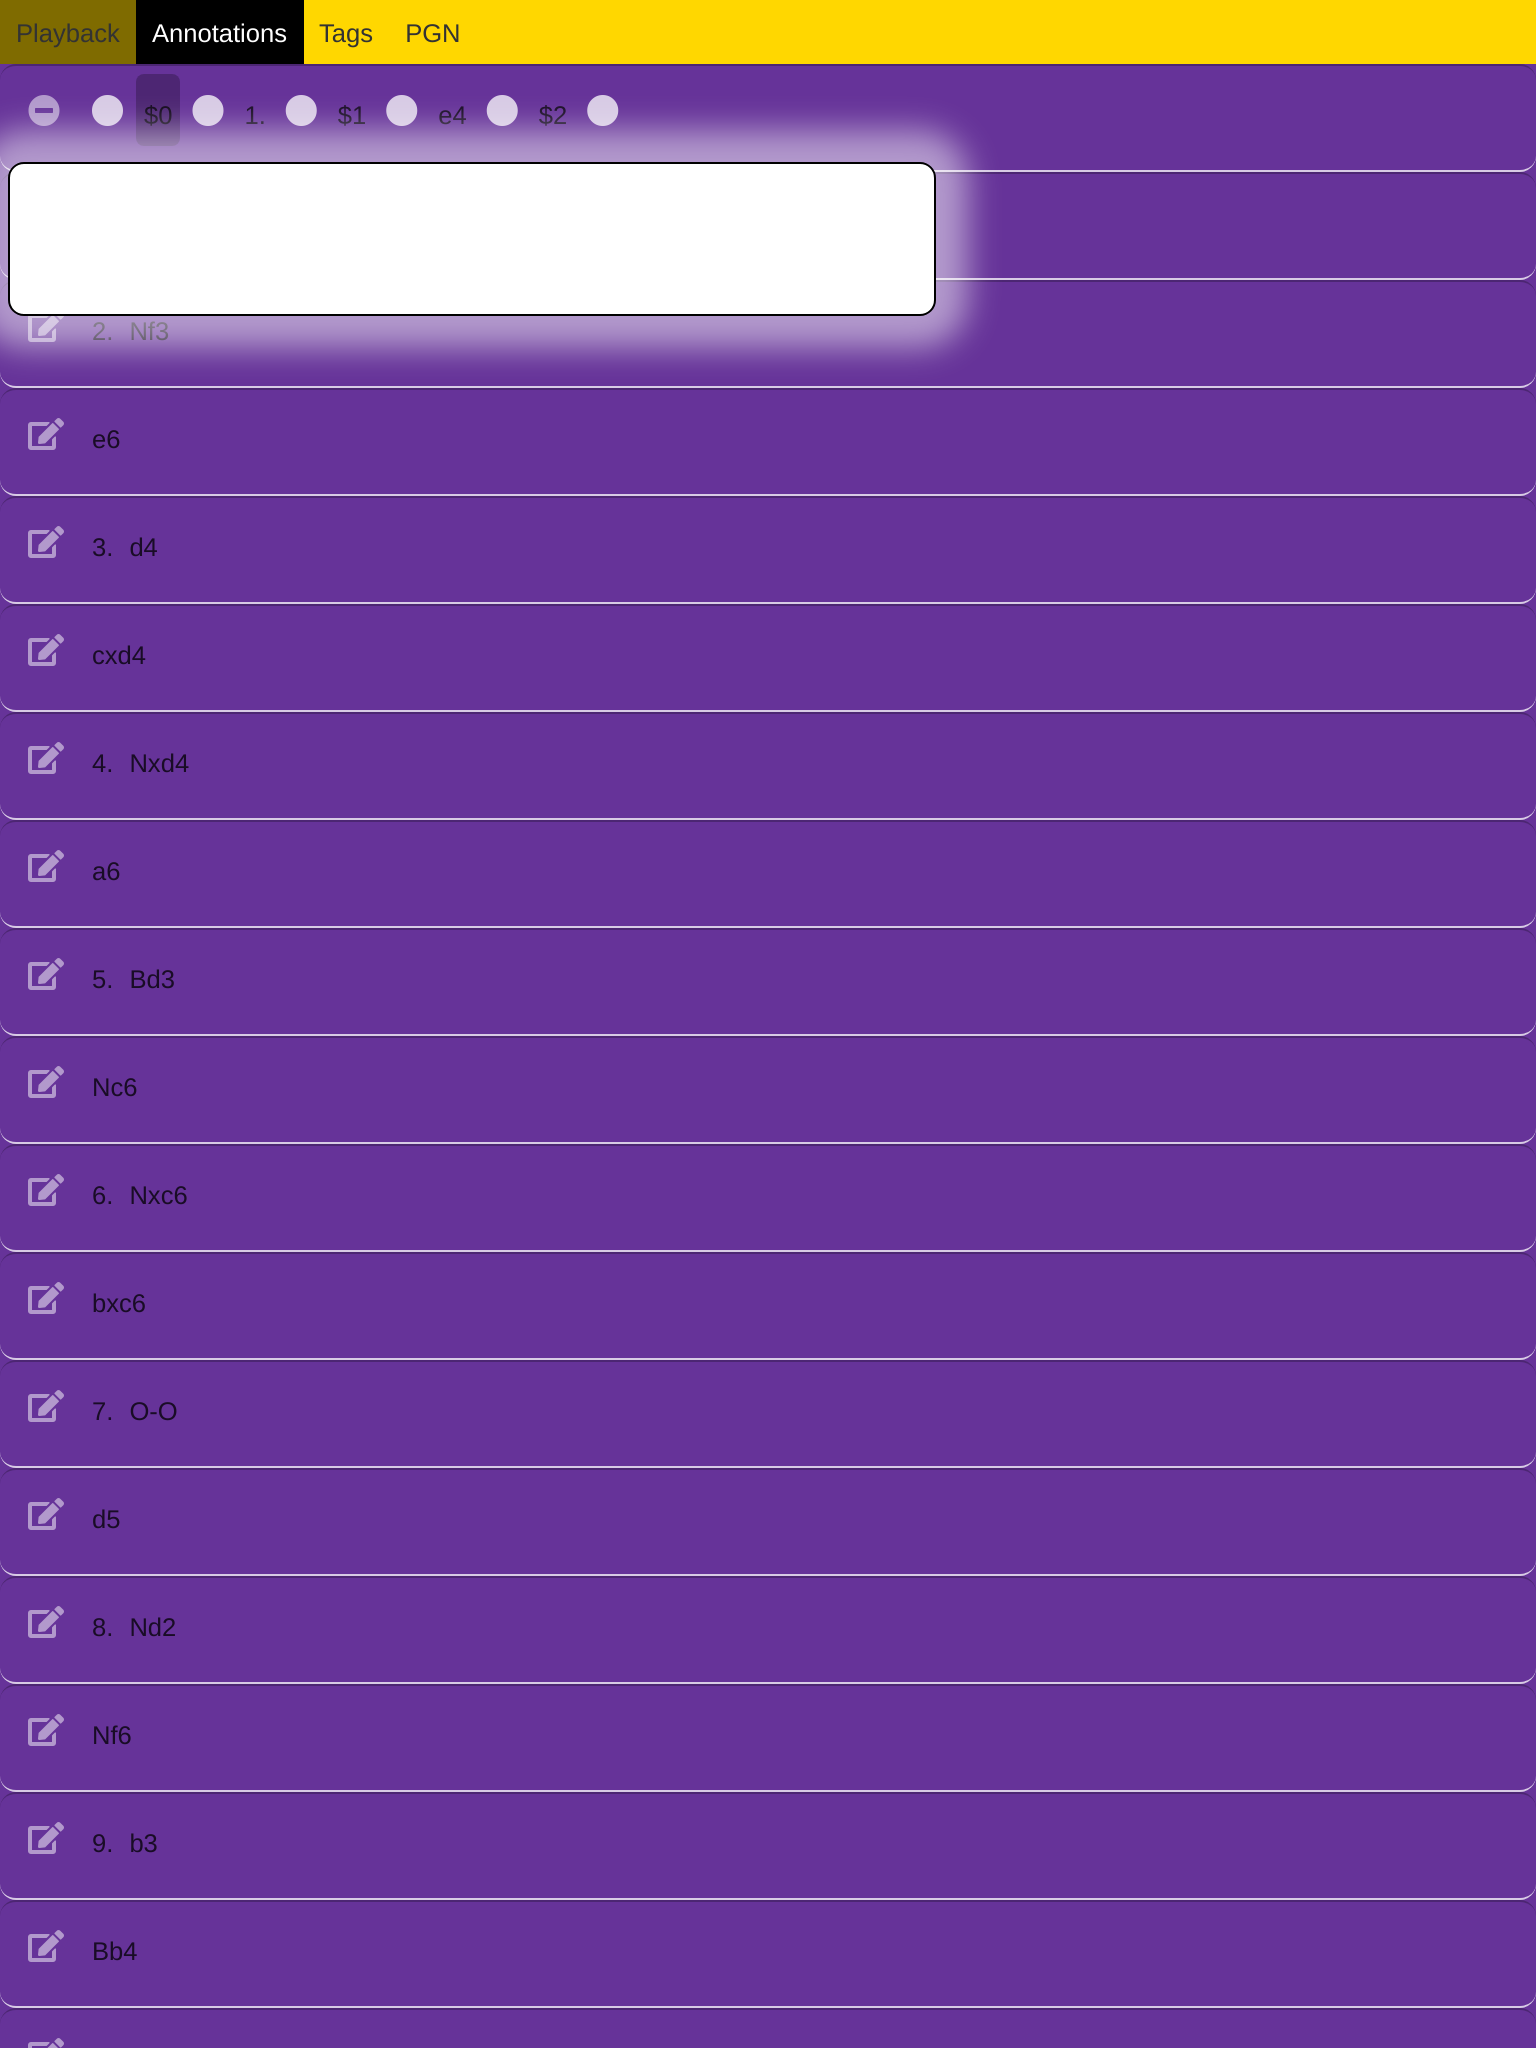 Playback Annotations Tags PGN
$0 1. $1 e4 $2
2. Nf3
e6
3. d4
cxd4
4. Nxd4
a6
5. Bd3
Nc6
6. Nxc6
bxc6
7. O-O
d5
8. Nd2
Nf6
9. b3
Bb4